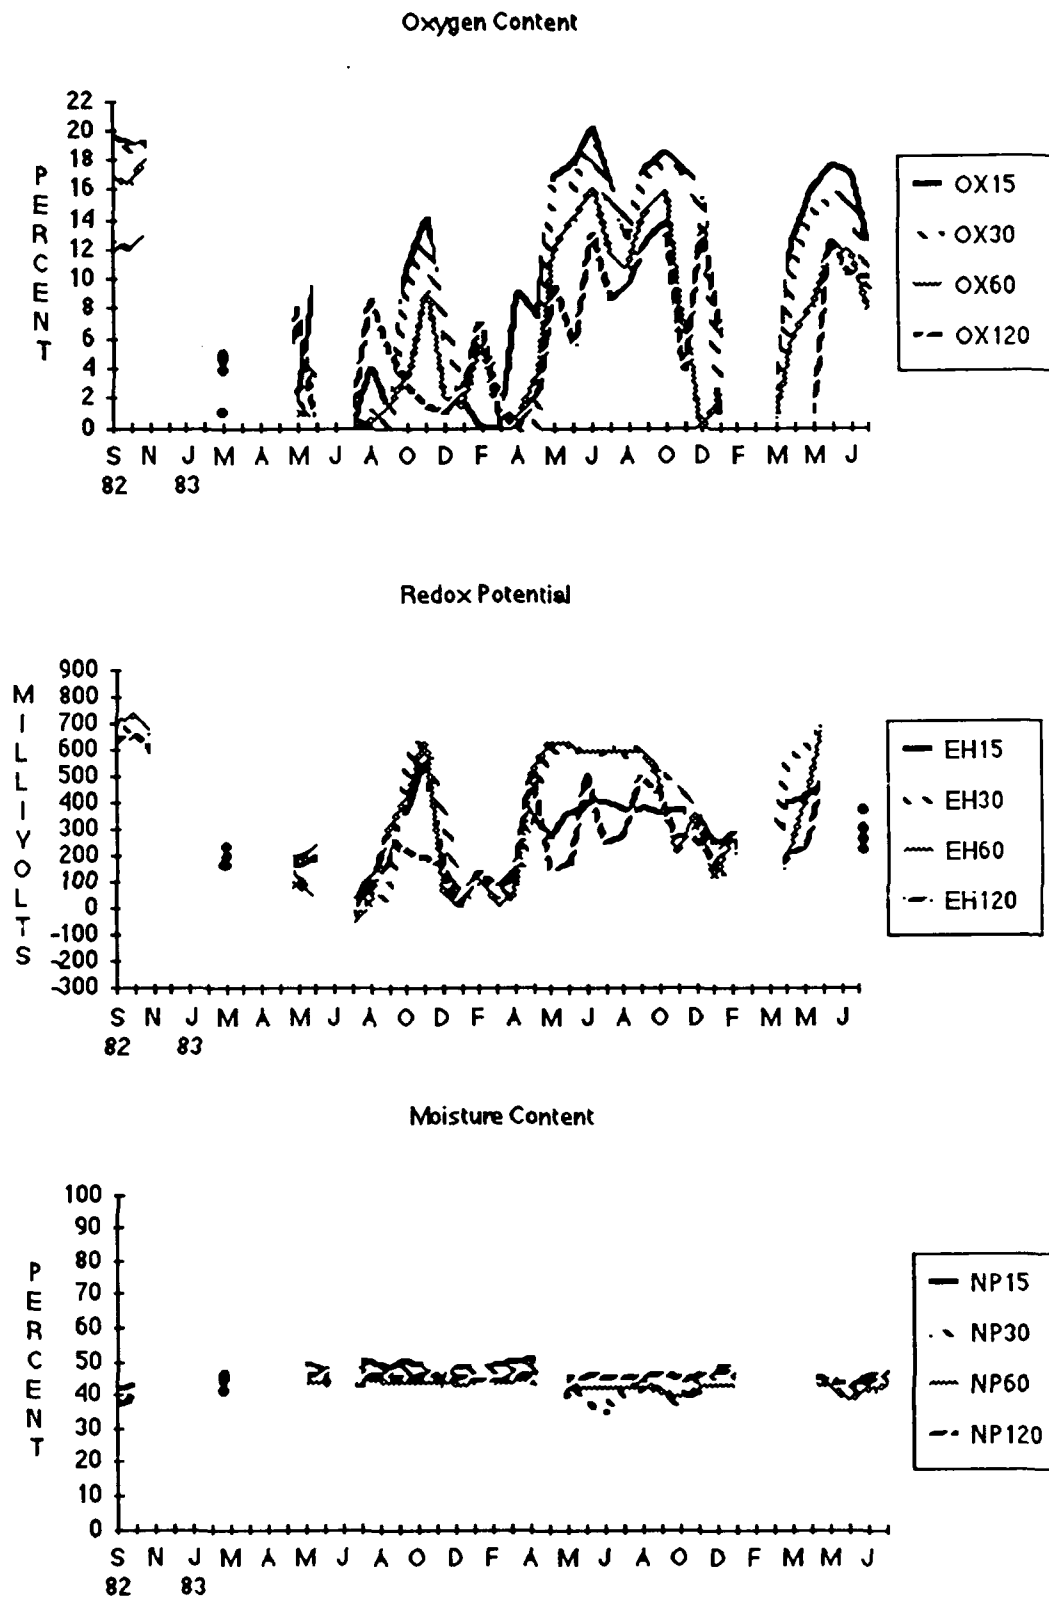 Oxygen Content
22
20
18
16
14
12
10
8
6
4
2
0
PERCENT
S N J M A M J A O D F A M J A O D F M M J
82 83
OX15
OX30
OX60
OX120
Redox Potential
900
800
700
600
500
400
300
200
100
0
-100
-200
-300
MILLIVOLTS
S N J M A M J A O D F A M J A O D F M M J
82 83
EH15
EH30
EH60
EH120
Moisture Content
100
90
80
70
60
50
40
30
20
10
0
PERCENT
S N J M A M J A O D F A M J A O D F M M J
82 83
NP15
NP30
NP60
NP120